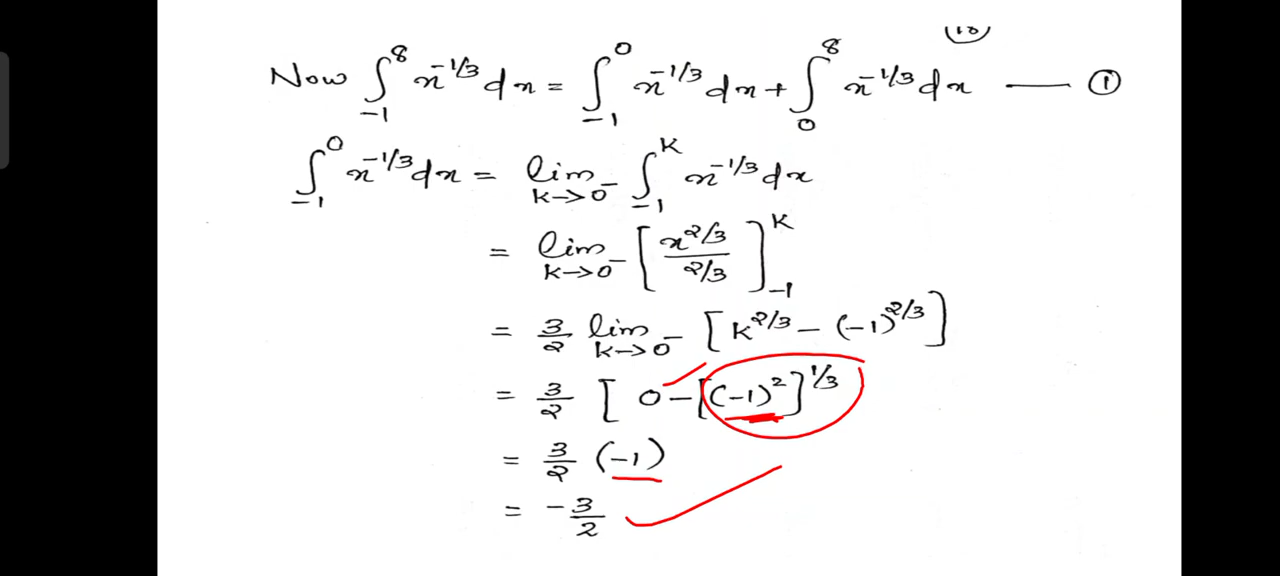 (10)
Now ∫_{-1}^{8} x^{-1/3} dx = ∫_{-1}^{0} x^{-1/3} dx + ∫_{0}^{8} x^{-1/3} dx —— ①
∫_{-1}^{0} x^{-1/3} dx = lim_{k→0^-} ∫_{-1}^{k} x^{-1/3} dx
= lim_{k→0^-} [ x^{2/3} / 2/3 ]_{-1}^{k}
= 3/2 lim_{k→0^-} [ k^{2/3} - (-1)^{2/3} ]
= 3/2 [ 0 - [(-1)^2]^{1/3}
= 3/2 (-1)
= -3/2